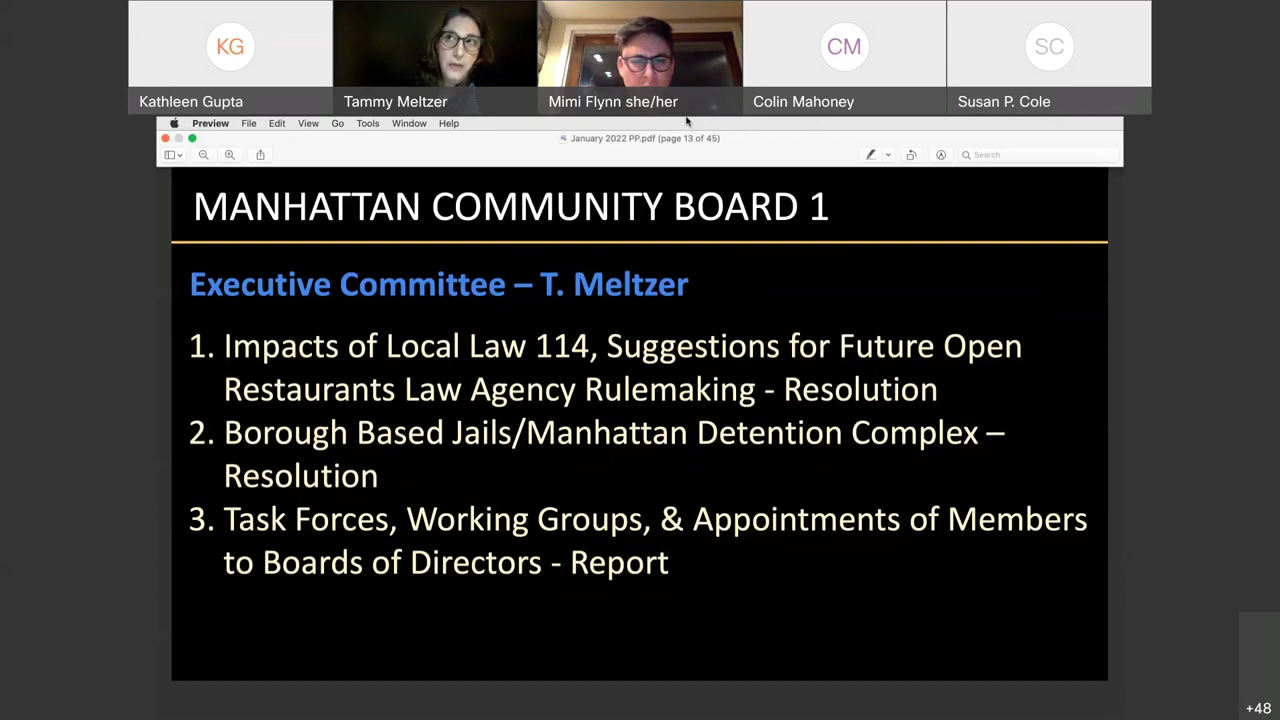 KG
CM
SC
Kathleen Gupta
Tammy Meltzer
Mimi Flynn she/her
Colin Mahoney
Susan P. Cole
Preview File Edit View Go Tools Window Help
January 2022 PP.pdf (page 13 of 45)
Search
MANHATTAN COMMUNITY BOARD 1
Executive Committee – T. Meltzer
1. Impacts of Local Law 114, Suggestions for Future Open
Restaurants Law Agency Rulemaking - Resolution
2. Borough Based Jails/Manhattan Detention Complex –
Resolution
3. Task Forces, Working Groups, & Appointments of Members
to Boards of Directors - Report
+48